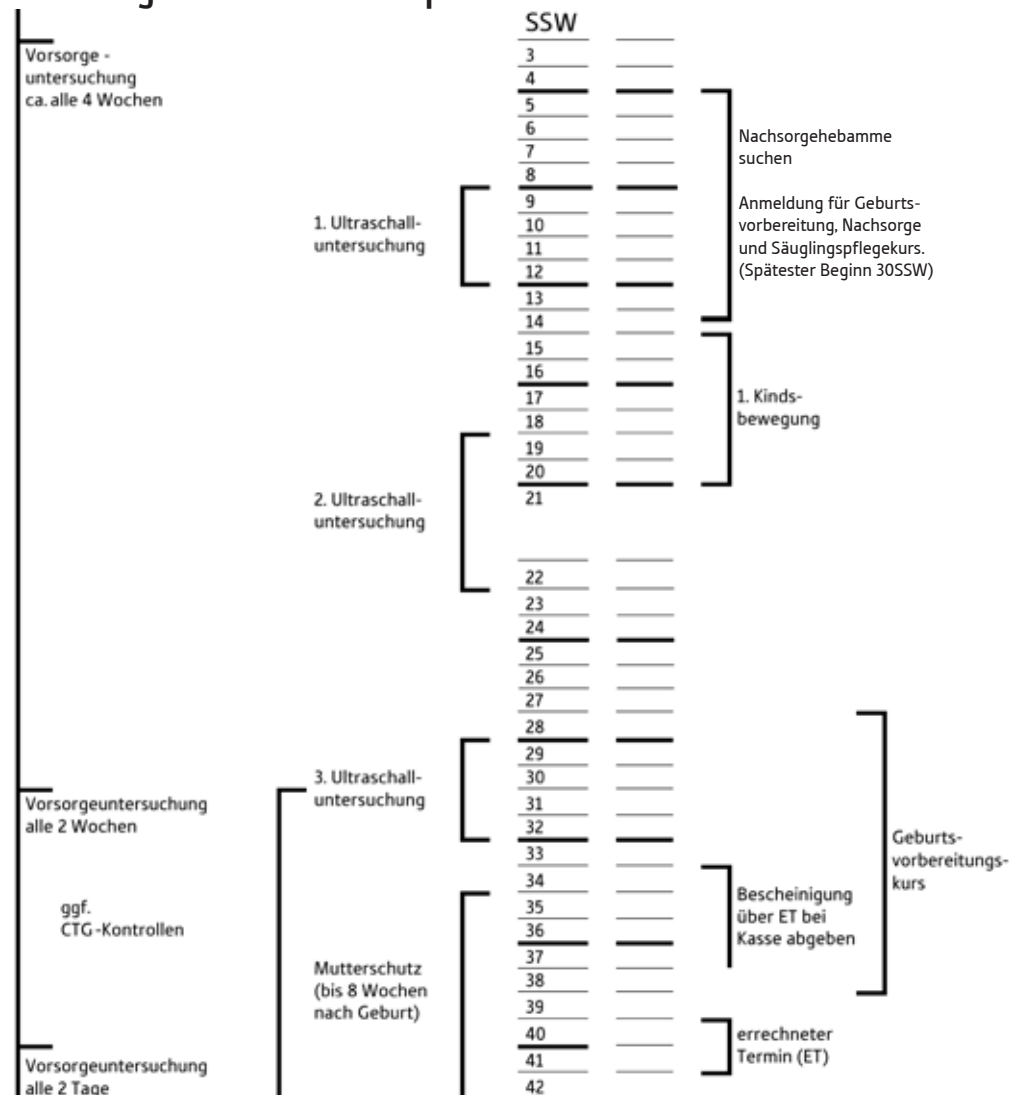 SSW
Vorsorge -
untersuchung
ca. alle 4 Wochen
3
4
5
6
7
8
Nachsorgehebamme
suchen
9
10
11
12
1. Ultraschall-
untersuchung
Anmeldung für Geburts-
vorbereitung, Nachsorge
und Säuglingspflegekurs.
(Spätester Beginn 30SSW)
13
14
15
16
17
18
1. Kinds-
bewegung
19
20
21
2. Ultraschall-
untersuchung
22
23
24
25
26
27
28
29
30
31
32
3. Ultraschall-
untersuchung
Vorsorgeuntersuchung
alle 2 Wochen
Geburts-
vorbereitungs-
kurs
33
34
35
36
37
38
ggf.
CTG -Kontrollen
Bescheinigung
über ET bei
Kasse abgeben
Mutterschutz
(bis 8 Wochen
nach Geburt)
39
40
41
42
errechneter
Termin (ET)
Vorsorgeuntersuchung
alle 2 Tage